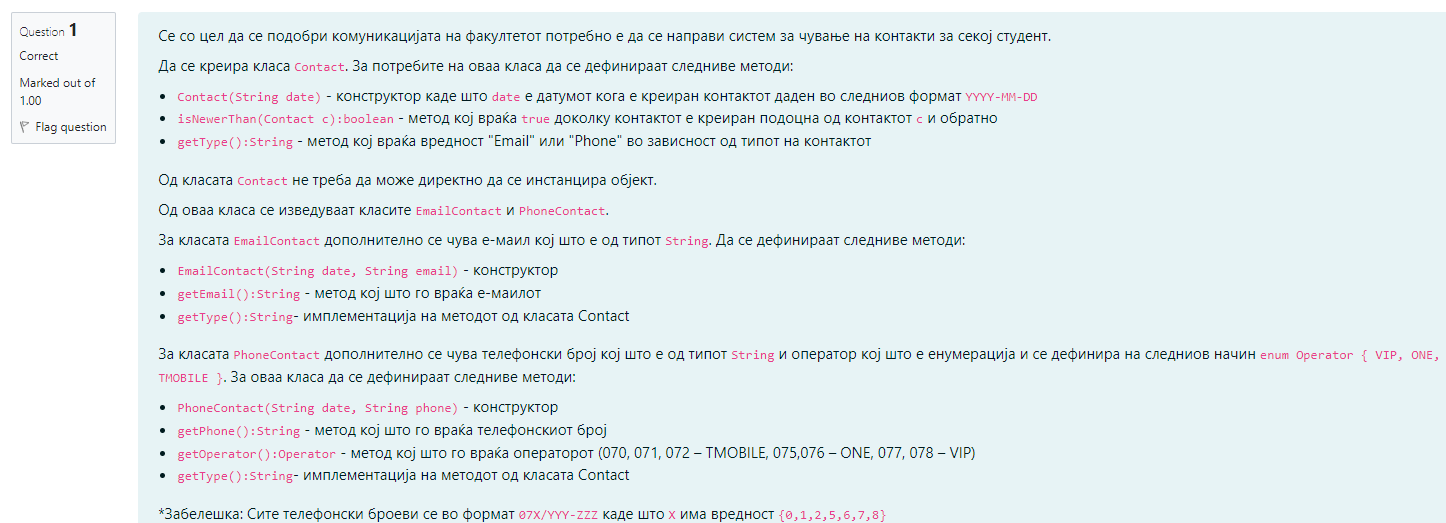 Question 1
Correct
Marked out of
1.00
Flag question
Се со цел да се подобри комуникацијата на факултетот потребно е да се направи систем за чување на контакти за секој студент.
Да се креира класа Contact. За потребите на оваа класа да се дефинираат следниве методи:
• Contact(String date) - конструктор каде што date е датумот кога е креиран контактот даден во следниов формат YYYY-MM-DD
• isNewerThan(Contact c):boolean - метод кој враќа true доколку контактот е креиран подоцна од контактот c и обратно
• getType():String - метод кој враќа вредност "Email" или "Phone" во зависност од типот на контактот
Од класата Contact не треба да може директно да се инстанцира објект.
Од оваа класа се изведуваат класите EmailContact и PhoneContact.
За класата EmailContact дополнително се чува е-маил кој што е од типот String. Да се дефинираат следниве методи:
• EmailContact(String date, String email) - конструктор
• getEmail():String - метод кој што го враќа е-маилот
• getType():String- имплементација на методот од класата Contact
За класата PhoneContact дополнително се чува телефонски број кој што е од типот String и оператор кој што е енумерација и се дефинира на следниов начин enum Operator { VIP, ONE,
TMOBILE }. За оваа класа да се дефинираат следниве методи:
• PhoneContact(String date, String phone) - конструктор
• getPhone():String - метод кој што го враќа телефонскиот број
• getOperator():Operator - метод кој што го враќа операторот (070, 071, 072 – TMOBILE, 075,076 – ONE, 077, 078 – VIP)
• getType():String- имплементација на методот од класата Contact
*Забелешка: Сите телефонски броеви се во формат 07X/YYY-ZZZ каде што X има вредност {0,1,2,5,6,7,8}